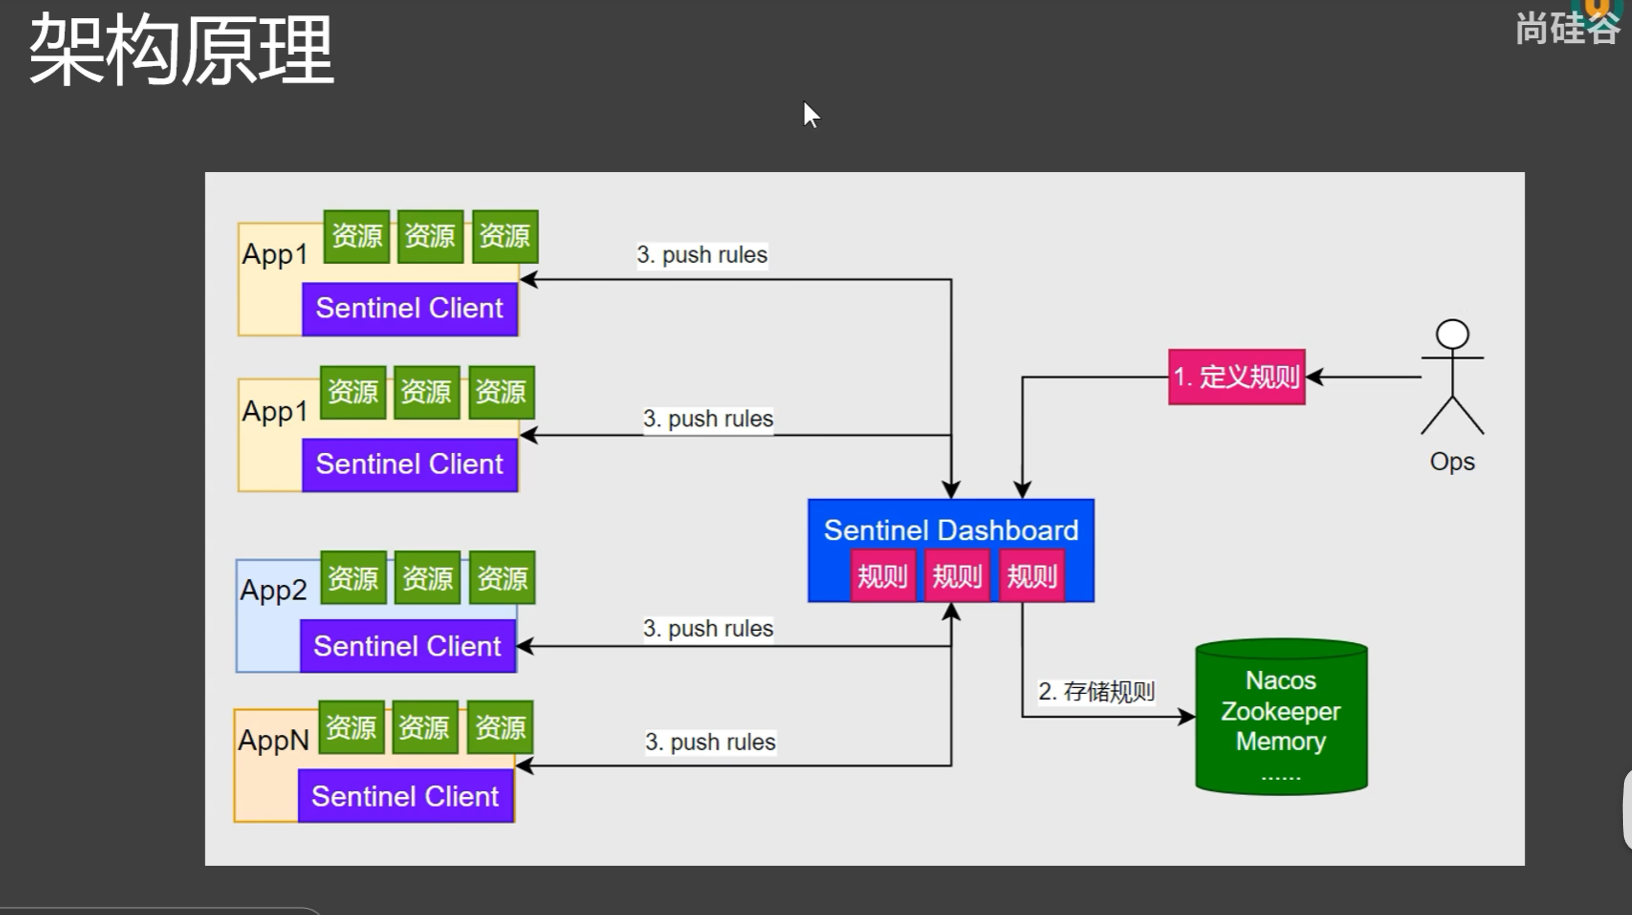 架构原理
尚硅谷
App1
资源 资源 资源
Sentinel Client
3. push rules
App1
资源 资源 资源
Sentinel Client
3. push rules
App2
资源 资源 资源
Sentinel Client
3. push rules
AppN
资源 资源 资源
Sentinel Client
3. push rules
1. 定义规则
Ops
Sentinel Dashboard
规则 规则 规则
2. 存储规则
Nacos
Zookeeper
Memory
......